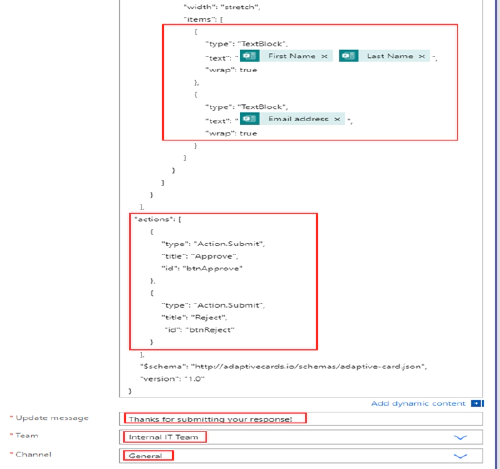 "width": "stretch",
"items": [
{
"type": "TextBlock",
"text": " First Name × Last Name × ",
"wrap": true
},
{
"type": "TextBlock",
"text": " Email address × ",
"wrap": true
}
]
}
]
}
],
"actions": [
{
"type": "Action.Submit",
"title": "Approve",
"id": "btnApprove"
},
{
"type": "Action.Submit",
"title": "Reject",
"id": "btnReject"
}
],
"$schema": "http://adaptivecards.io/schemas/adaptive-card.json",
"version": "1.0"
}
Add dynamic content +
* Update message Thanks for submitting your response!
* Team Internal IT Team
* Channel General